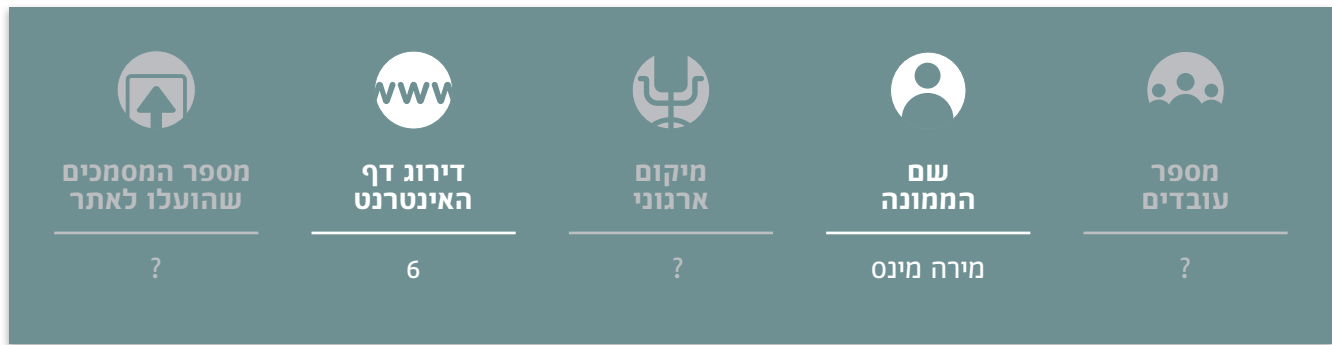 מספר
עובדים
?
שם
הממונה
מירה מינס
מיקום
ארגוני
?
www
דירוג דף
האינטרנט
6
מספר המסמכים
שהועלו לאתר
?